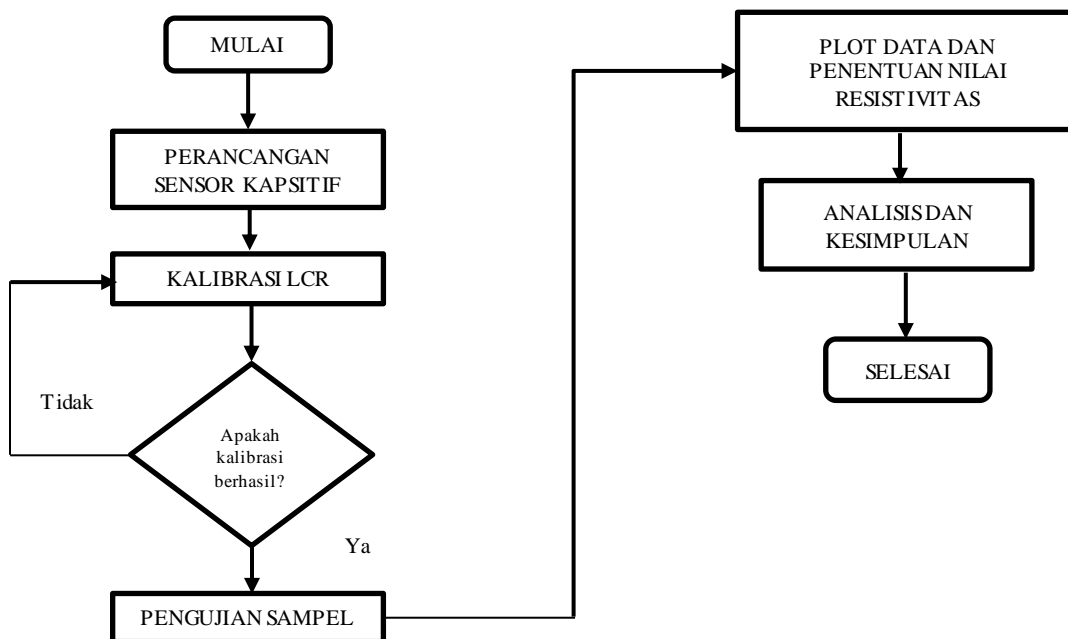 MULAI
PERANCANGAN
SENSOR KAPSITIF
KALIBRASI LCR
Tidak
Apakah
kalibrasi
berhasil?
Ya
PENGUJIAN SAMPEL
PLOT DATA DAN
PENENTUAN NILAI
RESISTIVITAS
ANALISIS DAN
KESIMPULAN
SELESAI